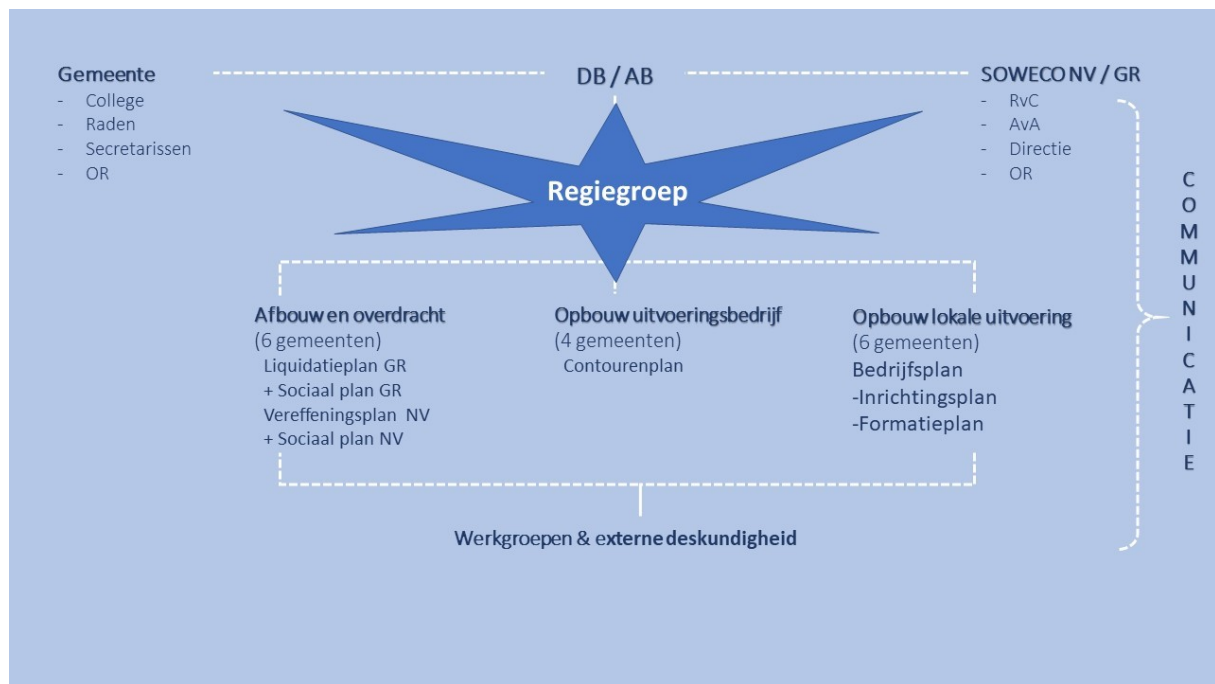 Gemeente
- College
- Raden
- Secretarissen
- OR
DB / AB
SOWECO NV / GR
- RvC
- AvA
- Directie
- OR
Regiegroep
Afbouw en overdracht
(6 gemeenten)
Liquidatieplan GR
+ Sociaal plan GR
Vereffeningsplan NV
+ Sociaal plan NV
Opbouw uitvoeringsbedrijf
(4 gemeenten)
Contourenplan
Opbouw lokale uitvoering
(6 gemeenten)
Bedrijfsplan
-Inrichtingsplan
-Formatieplan
Werkgroepen & externe deskundigheid
COMMUNICATIE